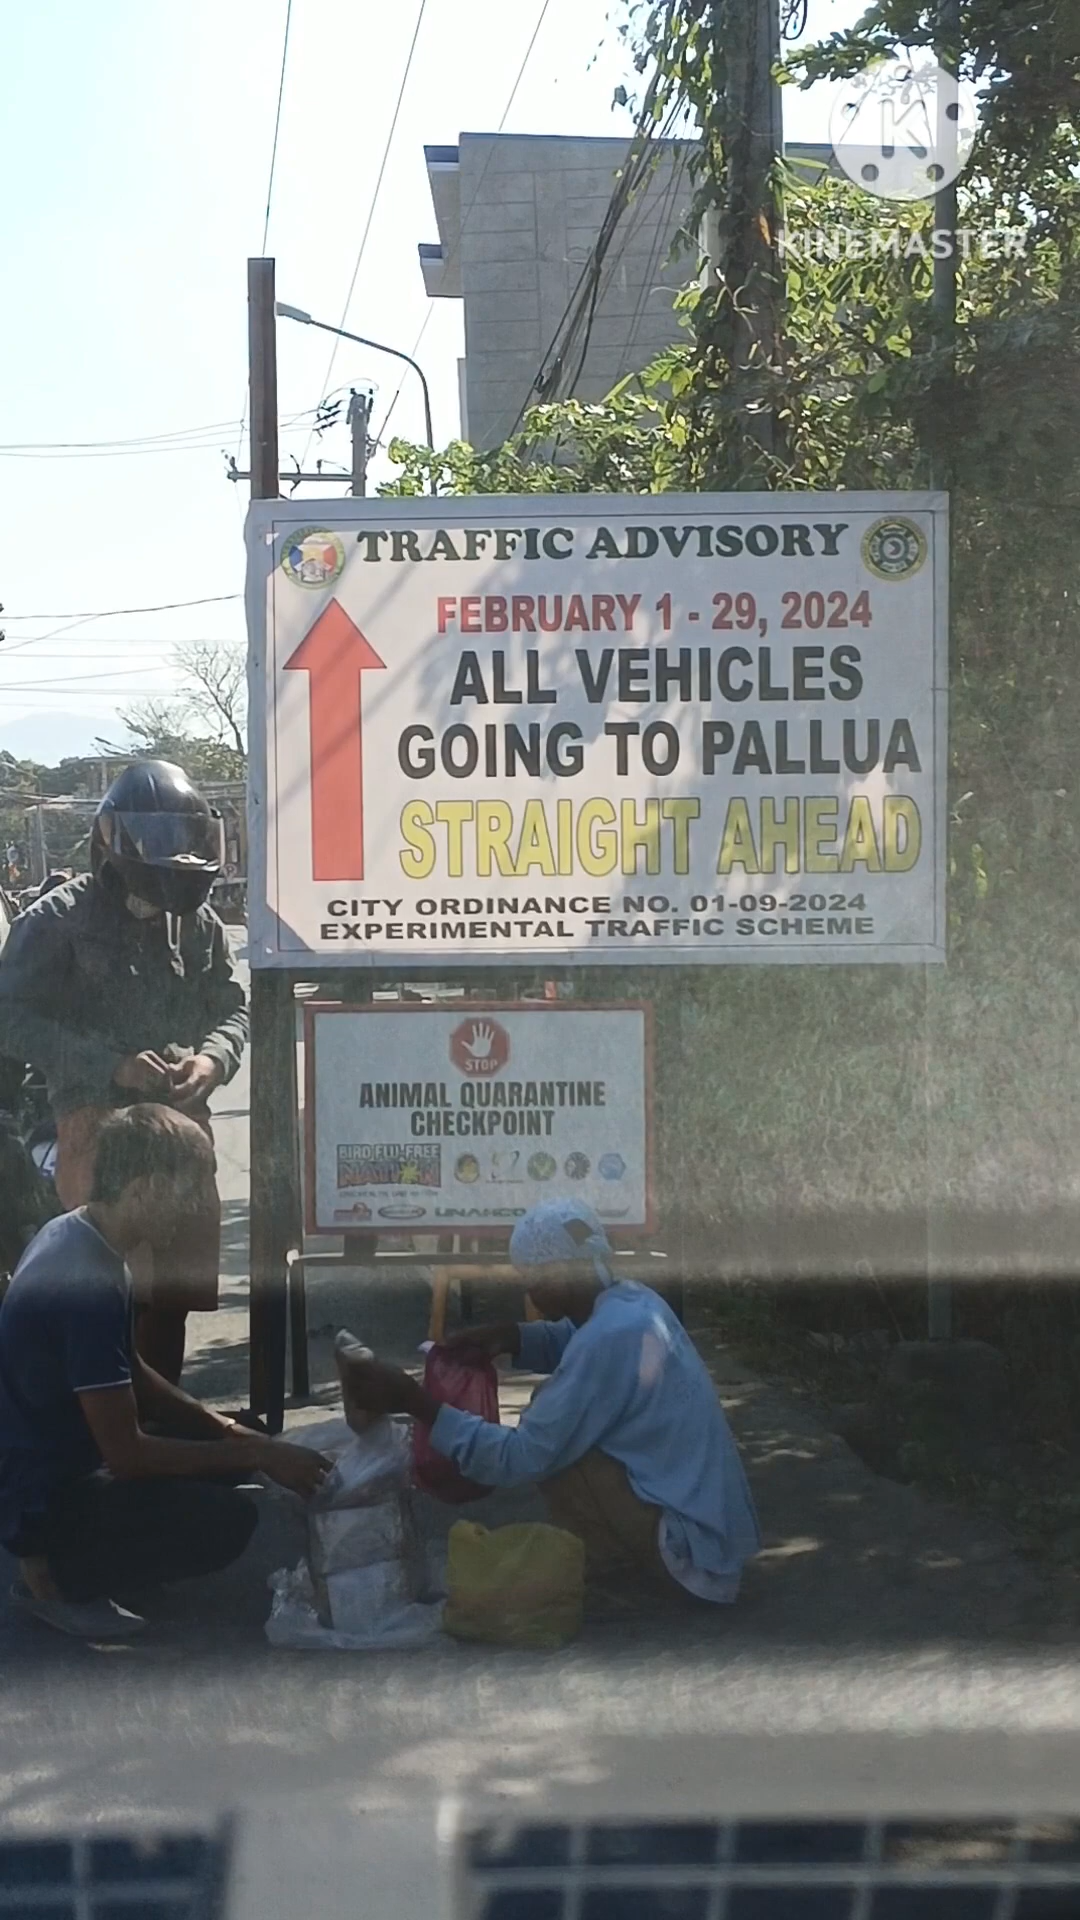 KINEMASTER
TRAFFIC ADVISORY
FEBRUARY 1 - 29, 2024
ALL VEHICLES
GOING TO PALLUA
STRAIGHT AHEAD
CITY ORDINANCE NO. 01-09-2024
EXPERIMENTAL TRAFFIC SCHEME
STOP
ANIMAL QUARANTINE
CHECKPOINT
BIRD FLU-FREE
NATION
UNAHCO